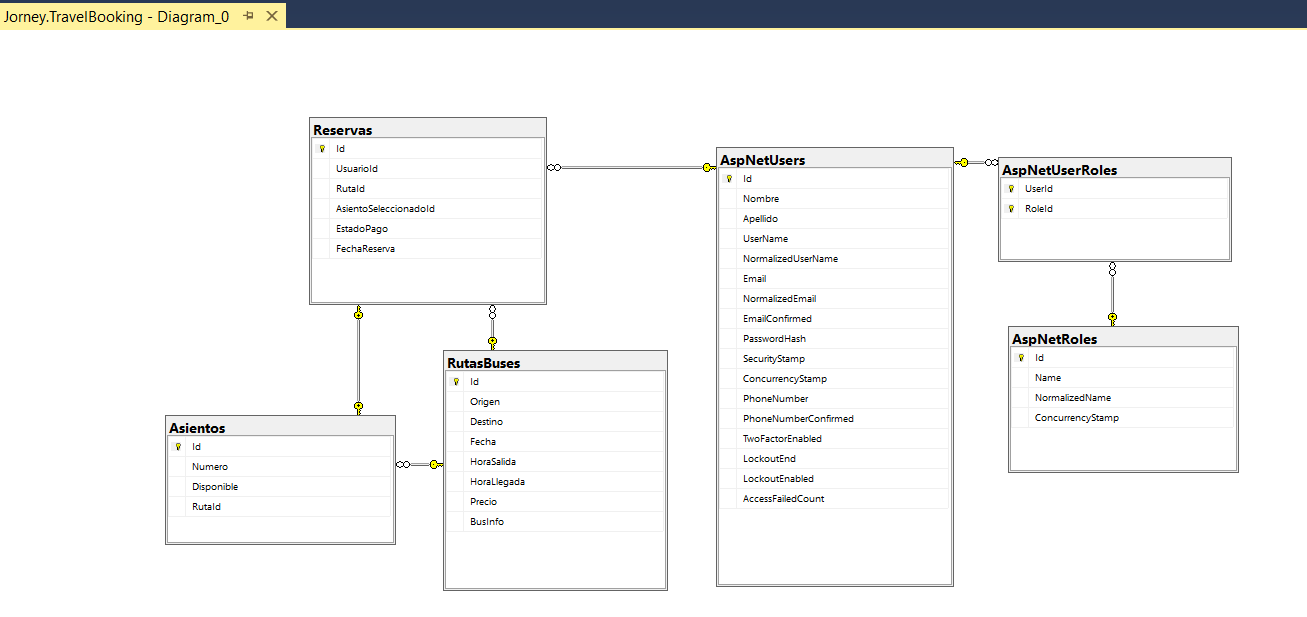 Jorney.TravelBooking - Diagram_0
Reservas
Id
UsuarioId
RutaId
AsientoSeleccionadoId
EstadoPago
FechaReserva
AspNetUsers
Id
Nombre
Apellido
UserName
NormalizedUserName
Email
NormalizedEmail
EmailConfirmed
PasswordHash
SecurityStamp
ConcurrencyStamp
PhoneNumber
PhoneNumberConfirmed
TwoFactorEnabled
LockoutEnd
LockoutEnabled
AccessFailedCount
AspNetUserRoles
UserId
RoleId
AspNetRoles
Id
Name
NormalizedName
ConcurrencyStamp
RutasBuses
Id
Origen
Destino
Fecha
HoraSalida
HoraLlegada
Precio
BusInfo
Asientos
Id
Numero
Disponible
RutaId